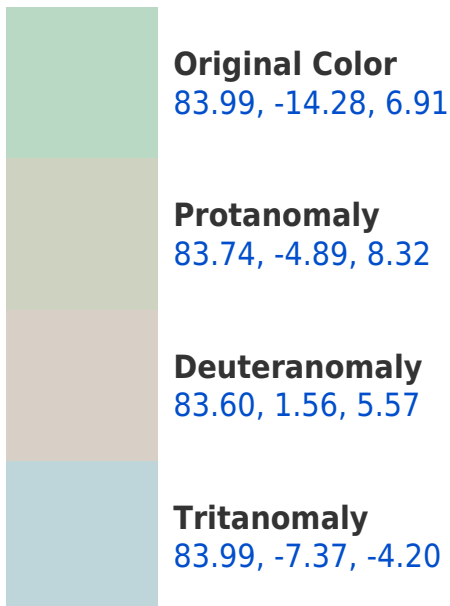 Original Color
83.99, -14.28, 6.91
Protanomaly
83.74, -4.89, 8.32
Deuteranomaly
83.60, 1.56, 5.57
Tritanomaly
83.99, -7.37, -4.20